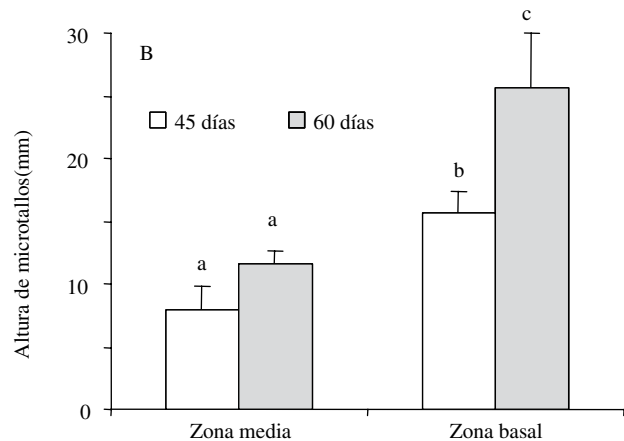 30
B
c
45 días
60 días
20
b
a
a
10
0
Zona media
Zona basal
Altura de microtallos(mm)